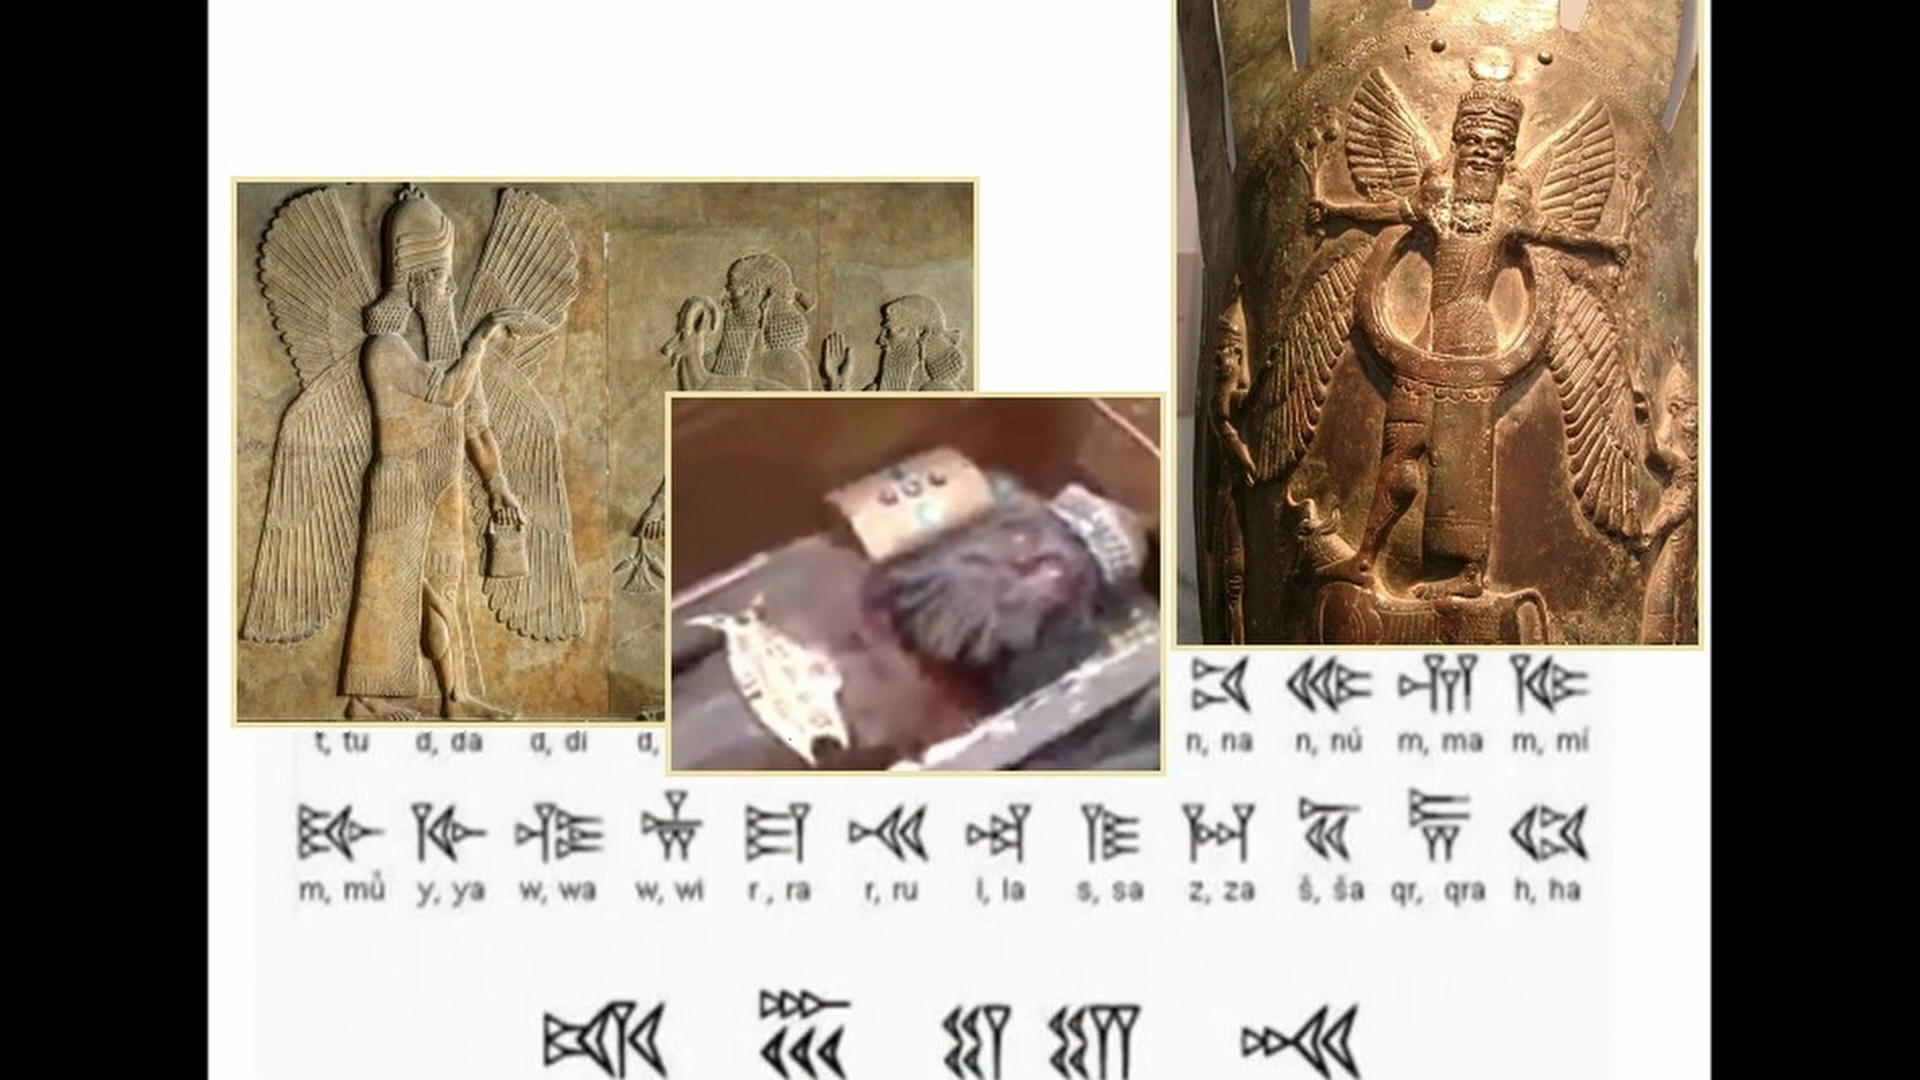 𐎴 𐎵 𐎶 𐎷
t, tu d, da d, di d, n, na n, nú m, ma m, mí
𐎸 𐎹 𐎺 𐎻 𐎼 𐎽 𐎾 𐎿 𐏀 𐏁 𐏂 𐏃
m, mů y, ya w, wa w, wi r, ra r, ru l, la s, sa z, za š, ša qr, qra h, ha
𐏋 𐏌 𐏍 𐏎